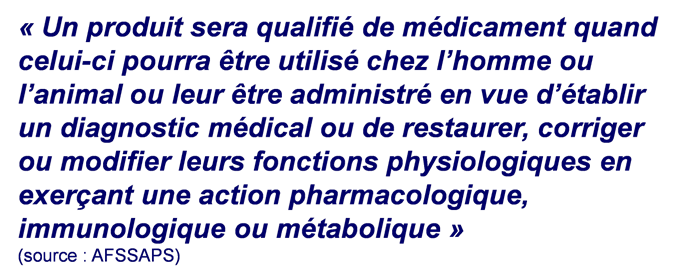 « Un produit sera qualifié de médicament quand
celui-ci pourra être utilisé chez l’homme ou
l’animal ou leur être administré en vue d’établir
un diagnostic médical ou de restaurer, corriger
ou modifier leurs fonctions physiologiques en
exerçant une action pharmacologique,
immunologique ou métabolique »
(source : AFSSAPS)